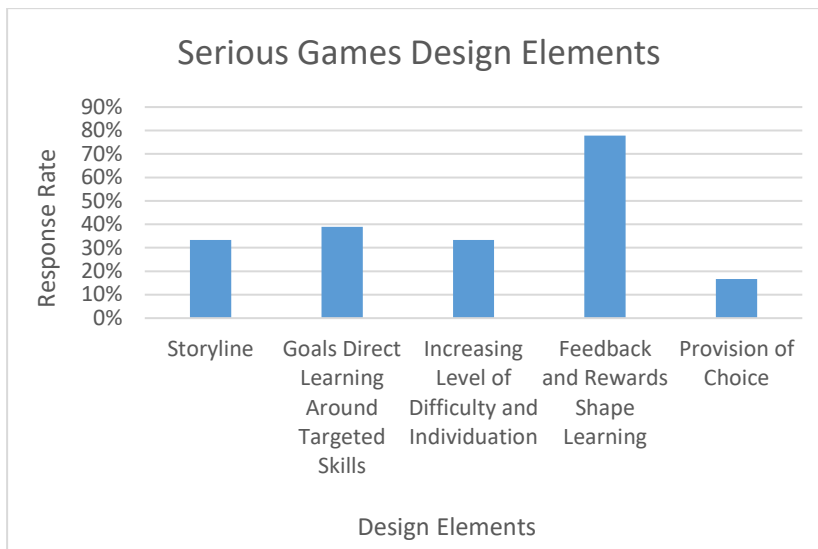 Serious Games Design Elements
90%
80%
70%
60%
50%
40%
30%
20%
10%
0%
Response Rate
Storyline
Goals Direct
Learning
Around
Targeted
Skills
Increasing
Level of
Difficulty and
Individuation
Feedback
and Rewards
Shape
Learning
Provision of
Choice
Design Elements